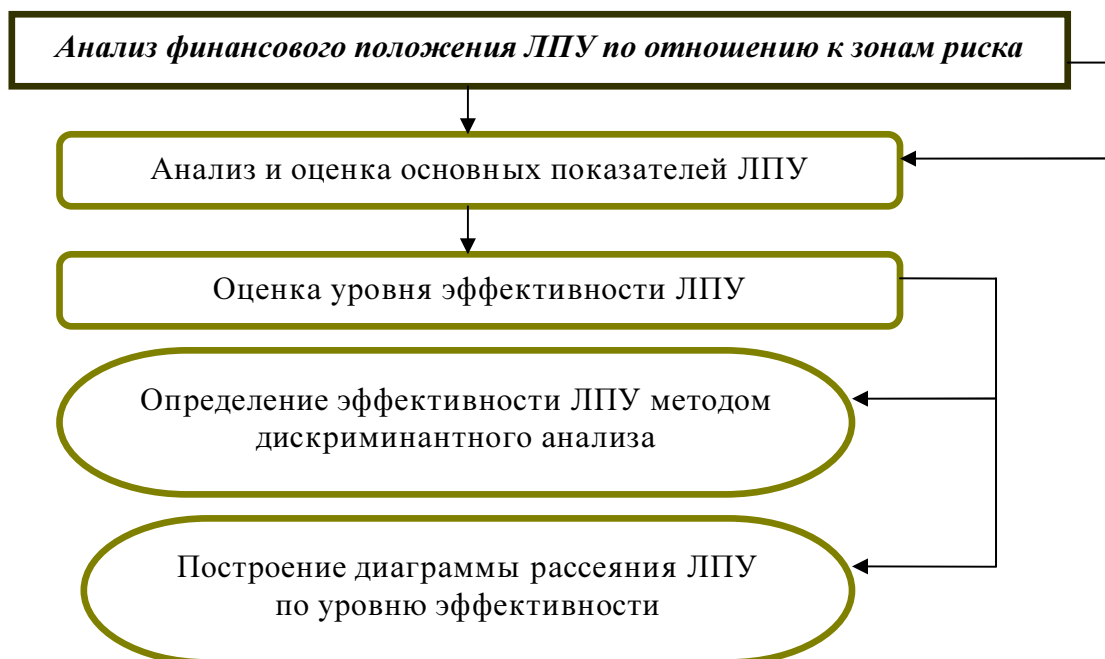 Анализ финансового положения ЛПУ по отношению к зонам риска
Анализ и оценка основных показателей ЛПУ
Оценка уровня эффективности ЛПУ
Определение эффективности ЛПУ методом
дискриминантного анализа
Построение диаграммы рассеяния ЛПУ
по уровню эффективности